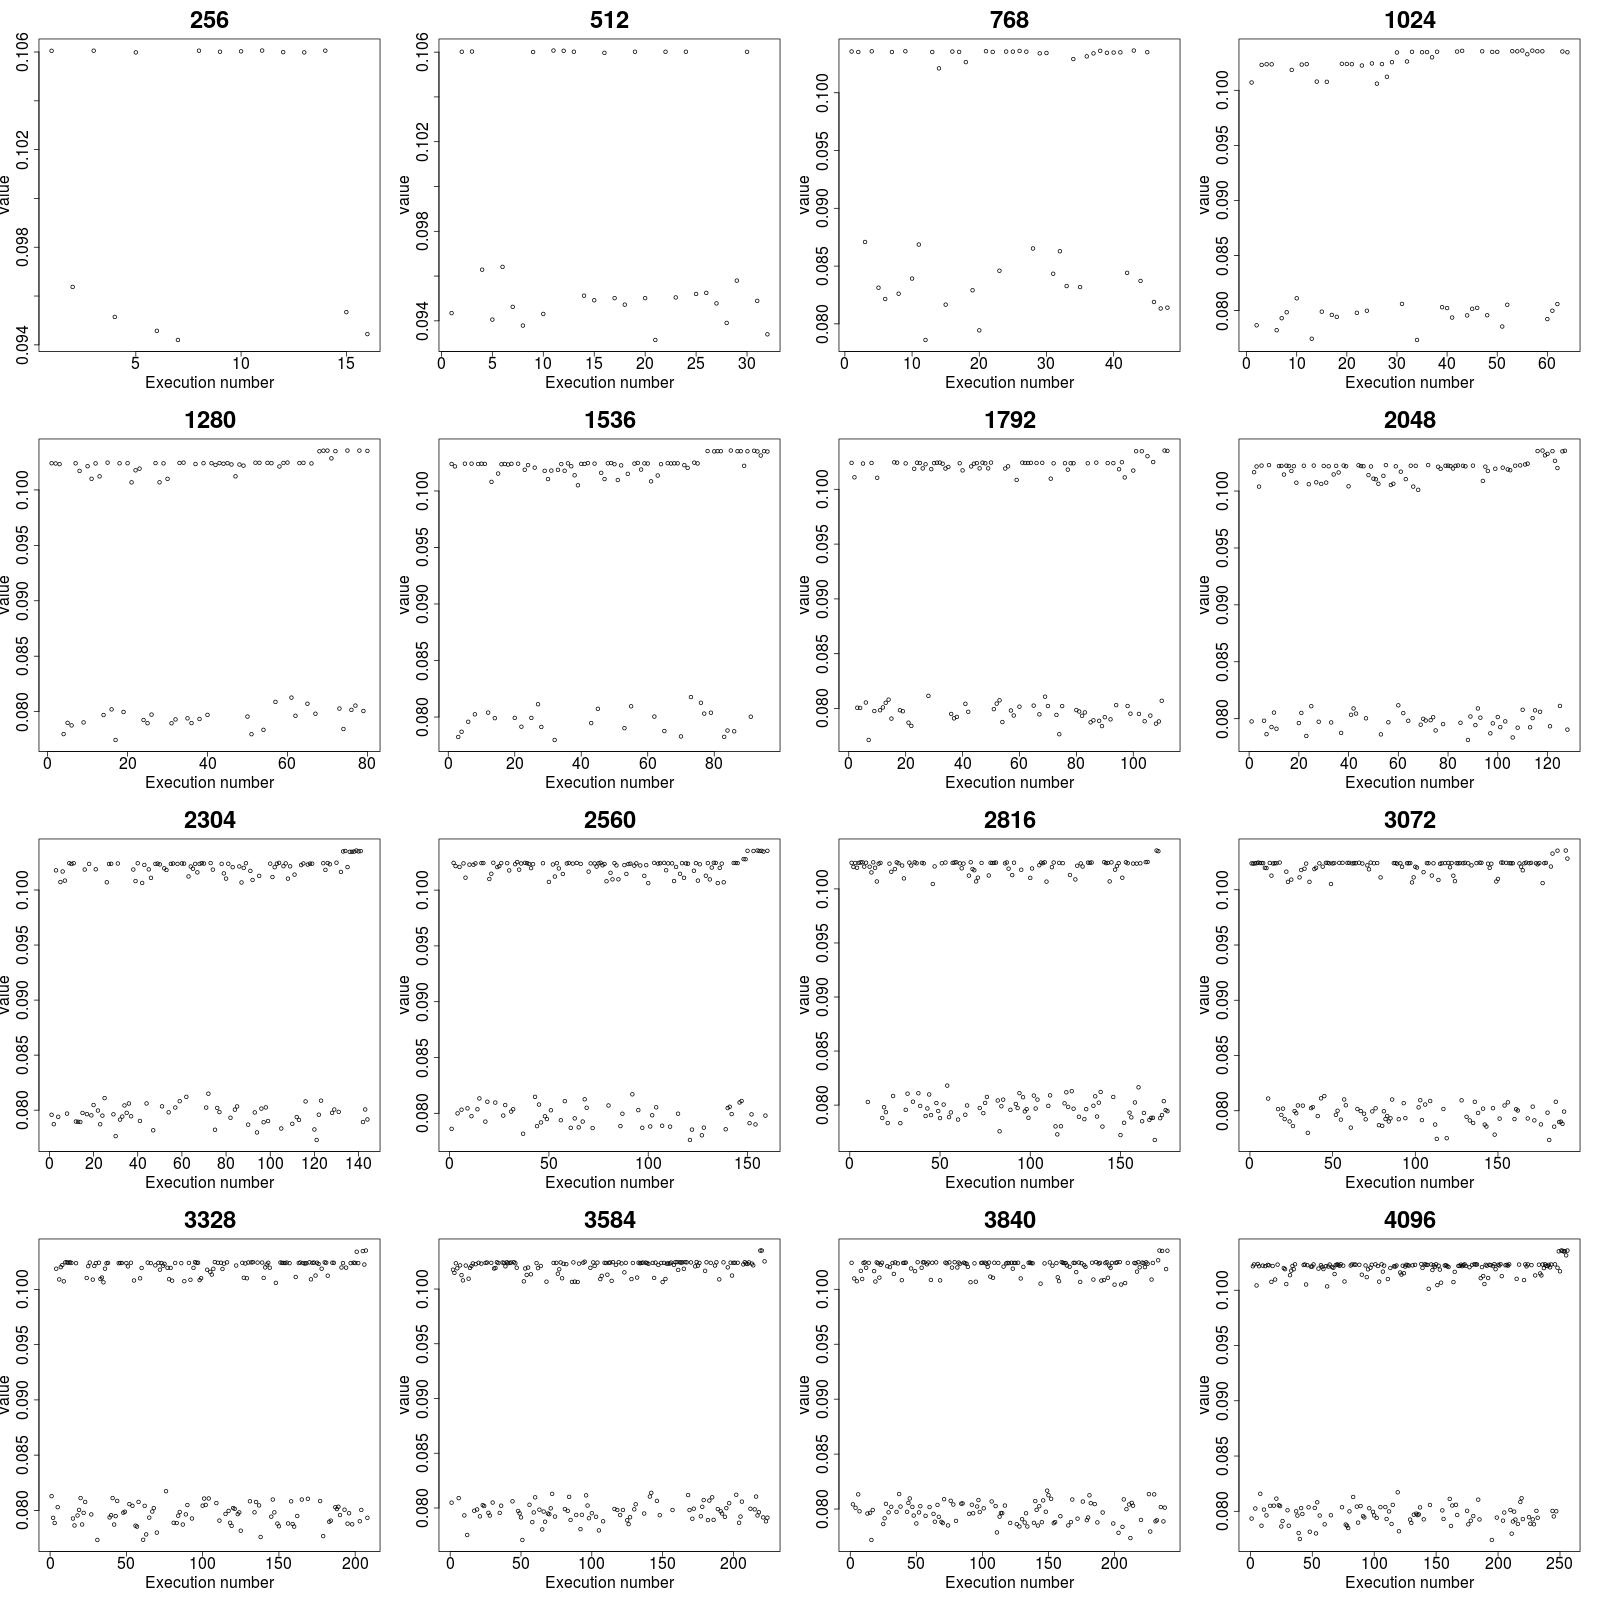 256 512 768 1024
0.094 0.098 0.102 0.106 value 5 10 15 Execution number
0.094 0.098 0.102 0.106 value 0 5 10 15 20 25 30 Execution number
0.080 0.085 0.090 0.095 0.100 value 0 10 20 30 40 Execution number
0.080 0.085 0.090 0.095 0.100 value 0 10 20 30 40 50 60 Execution number
1280 1536 1792 2048
0.080 0.085 0.090 0.095 0.100 value 0 20 40 60 80 Execution number
0.080 0.085 0.090 0.095 0.100 value 0 20 40 60 80 Execution number
0.080 0.085 0.090 0.095 0.100 value 0 20 40 60 80 100 Execution number
0.080 0.085 0.090 0.095 0.100 value 0 20 40 60 80 100 120 Execution number
2304 2560 2816 3072
0.080 0.085 0.090 0.095 0.100 value 0 20 40 60 80 100 120 140 Execution number
0.080 0.085 0.090 0.095 0.100 value 0 50 100 150 Execution number
0.080 0.085 0.090 0.095 0.100 value 0 50 100 150 Execution number
0.080 0.085 0.090 0.095 0.100 value 0 50 100 150 Execution number
3328 3584 3840 4096
0.080 0.085 0.090 0.095 0.100 value 0 50 100 150 200 Execution number
0.080 0.085 0.090 0.095 0.100 value 0 50 100 150 200 Execution number
0.080 0.085 0.090 0.095 0.100 value 0 50 100 150 200 Execution number
0.080 0.085 0.090 0.095 0.100 value 0 50 100 150 200 250 Execution number